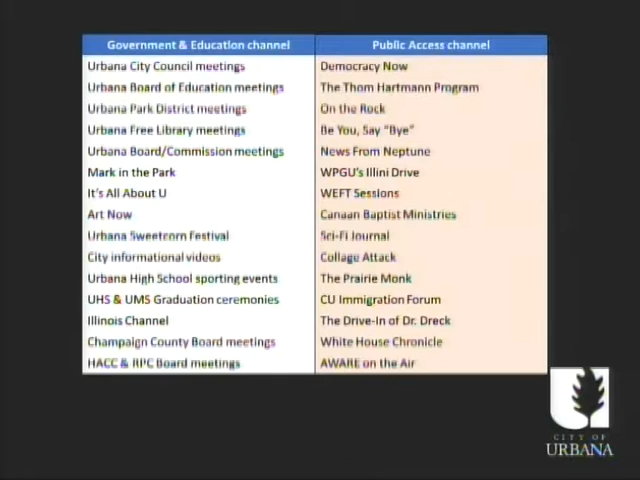 Government & Education channel Public Access channel
Urbana City Council meetings Democracy Now
Urbana Board of Education meetings The Thom Hartmann Program
Urbana Park District meetings On the Rock
Urbana Free Library meetings Be You, Say "Bye"
Urbana Board/Commission meetings News From Neptune
Mark in the Park WPGU's Illini Drive
It's All About U WEFT Sessions
Art Now Canaan Baptist Ministries
Urbana Sweetcorn Festival Sci-Fi Journal
City informational videos Collage Attack
Urbana High School sporting events The Prairie Monk
UHS & UMS Graduation ceremonies CU Immigration Forum
Illinois Channel The Drive-In of Dr. Dreck
Champaign County Board meetings White House Chronicle
HACC & RPC Board meetings AWARE on the Air
CITY OF
URBANA